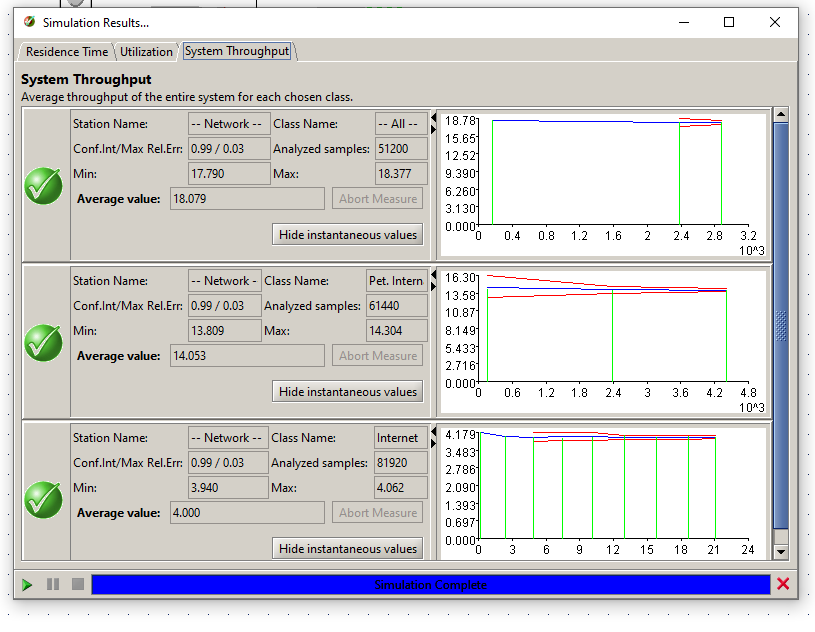 Simulation Results...
Residence Time Utilization System Throughput
System Throughput
Average throughput of the entire system for each chosen class.
Station Name: -- Network -- Class Name: -- All --
Conf.Int/Max Rel.Err: 0.99 / 0.03 Analyzed samples: 51200
Min: 17.790 Max: 18.377
Average value: 18.079 Abort Measure
Hide instantaneous values
18.78
15.65
12.52
9.390
6.260
3.130
0.000
0 0.4 0.8 1.2 1.6 2 2.4 2.8 3.2
10^3
Station Name: -- Network - Class Name: Pet. Intern
Conf.Int/Max Rel.Err: 0.99 / 0.03 Analyzed samples: 61440
Min: 13.809 Max: 14.304
Average value: 14.053 Abort Measure
Hide instantaneous values
16.30
13.58
10.87
8.149
5.433
2.716
0.000
0 0.6 1.2 1.8 2.4 3 3.6 4.2 4.8
10^3
Station Name: -- Network -- Class Name: Internet
Conf.Int/Max Rel.Err: 0.99 / 0.03 Analyzed samples: 81920
Min: 3.940 Max: 4.062
Average value: 4.000 Abort Measure
Hide instantaneous values
4.179
3.483
2.786
2.090
1.393
0.697
0.000
0 3 6 9 12 15 18 21 24
Simulation Complete